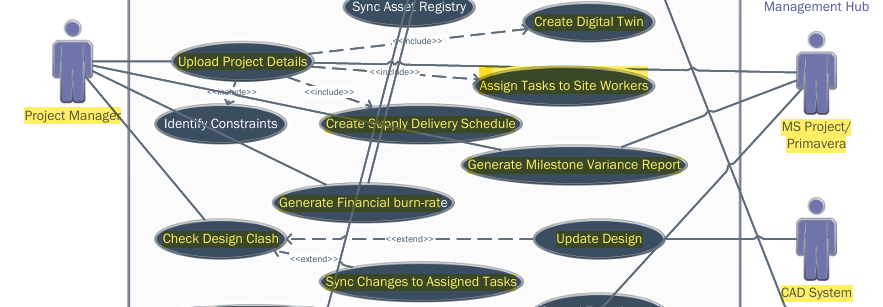 Sync Asset Registry
Management Hub
Create Digital Twin
<<include>>
Upload Project Details
<<include>>
Assign Tasks to Site Workers
<<include>>
<<include>>
Project Manager
Identify Constraints
Create Supply Delivery Schedule
MS Project/
Primavera
Generate Milestone Variance Report
Generate Financial burn-rate
Check Design Clash
<<extend>>
Update Design
<<extend>>
Sync Changes to Assigned Tasks
CAD System